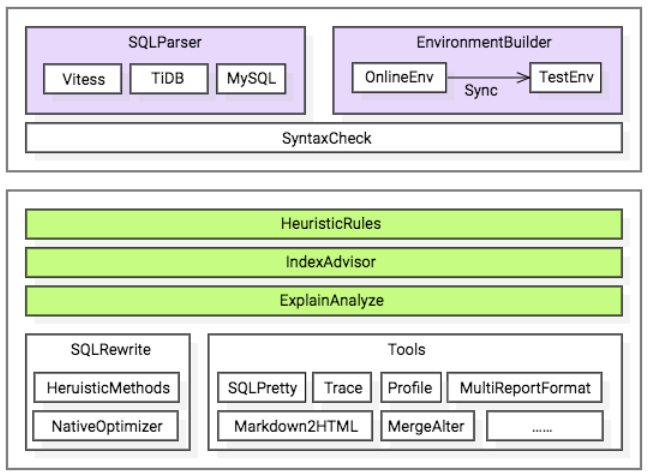 SQLParser
EnvironmentBuilder
Vitess
TiDB
MySQL
OnlineEnv
Sync
TestEnv
SyntaxCheck
HeuristicRules
IndexAdvisor
ExplainAnalyze
SQLRewrite
HeruisticMethods
NativeOptimizer
Tools
SQLPretty
Trace
Profile
MultiReportFormat
Markdown2HTML
MergeAlter
......